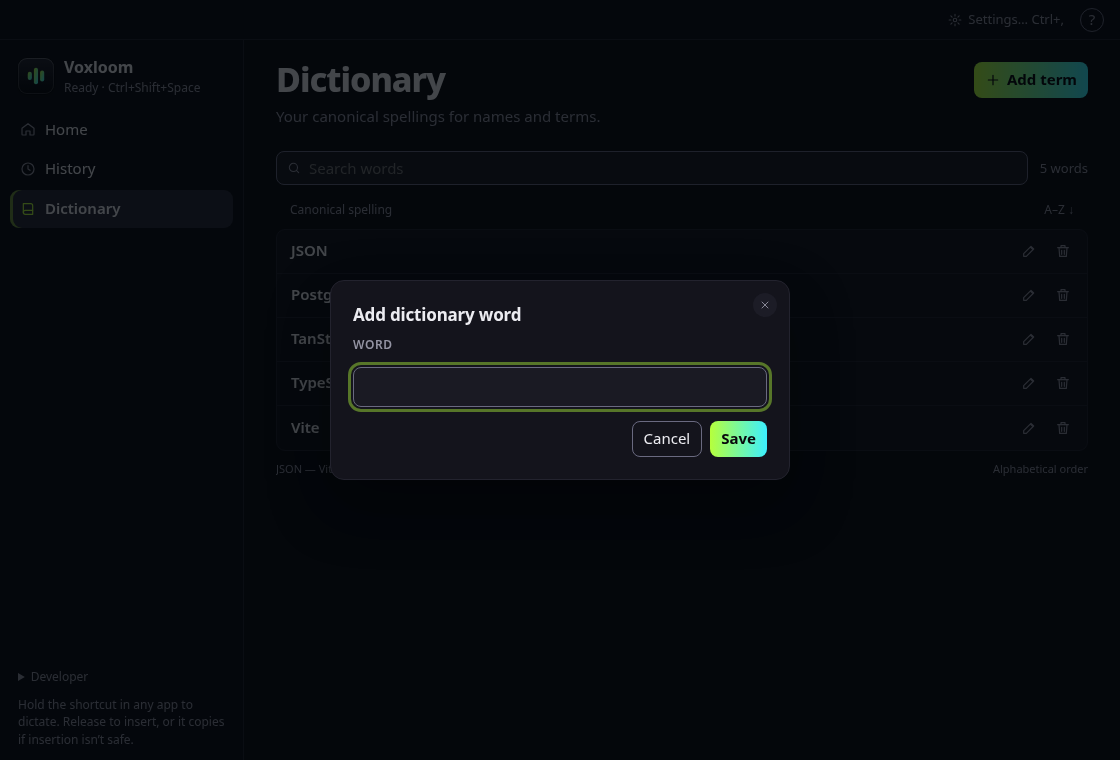 Settings... Ctrl+,
?
Voxloom
Ready · Ctrl+Shift+Space
Home
History
Dictionary
Dictionary
Add term
Your canonical spellings for names and terms.
Search words
5 words
Canonical spelling
A–Z ↓
JSON
Vite
Add dictionary word
WORD
Cancel
Save
JSON —
Alphabetical order
Developer
Hold the shortcut in any app to
dictate. Release to insert, or it copies
if insertion isn't safe.